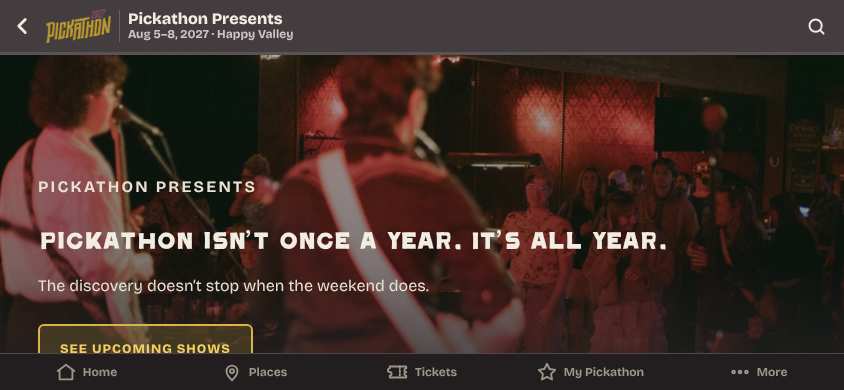 PICKATHON
Pickathon Presents
Aug 5–8, 2027 · Happy Valley
PICKATHON PRESENTS
PICKATHON ISN'T ONCE A YEAR. IT'S ALL YEAR.
The discovery doesn't stop when the weekend does.
SEE UPCOMING SHOWS
Home
Places
Tickets
My Pickathon
More